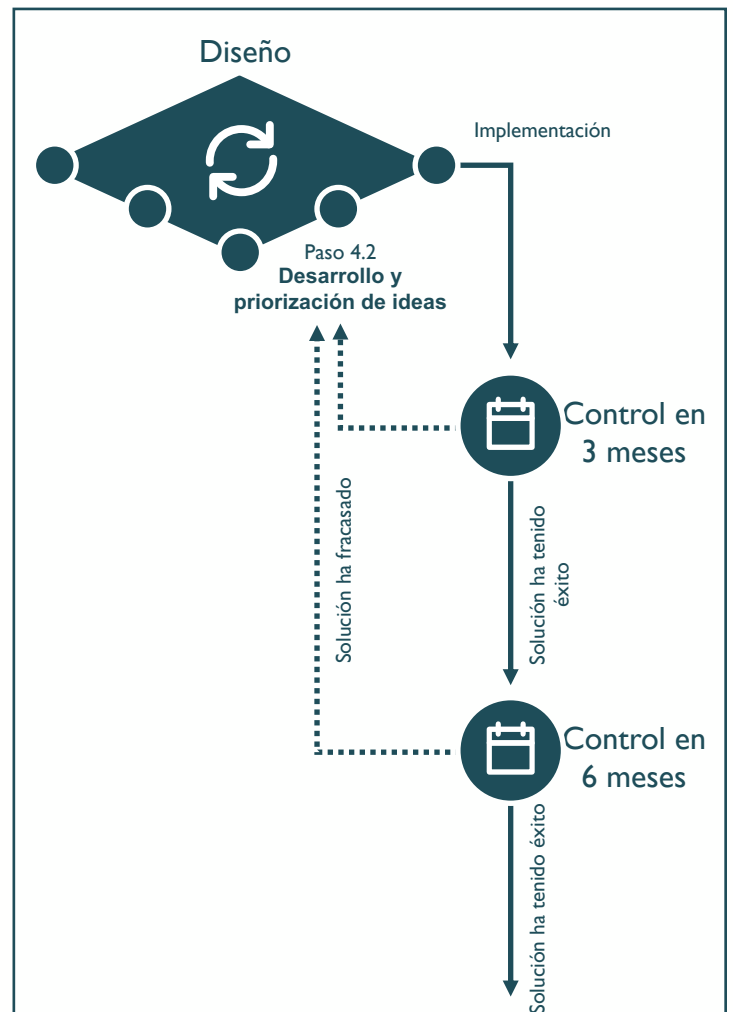 Diseño
Implementación
Paso 4.2
Desarrollo y
priorización de ideas
Control en
3 meses
Solución ha fracasado
Solución ha tenido
éxito
Control en
6 meses
Solución ha tenido éxito